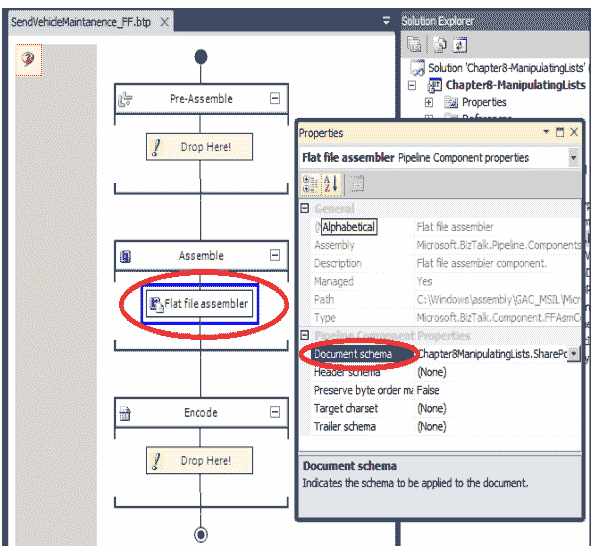 SendVehicleMaintanence_FF.btp
Solution Explorer
Solution 'Chapter8-ManipulatingLists'
Chapter8-ManipulatingLists
Properties
Pre-Assemble
Drop Here!
Properties
Flat file assembler Pipeline Component properties
General
Alphabetical
Flat file assembler
Assembly
Microsoft.BizTalk.Pipeline.Components
Description
Flat file assembler component.
Managed
Yes
Path
C:\Windows\assembly\GAC_MSIL\Micr
Type
Microsoft.BizTalk.Component.FFAsmC
Pipeline Component Properties
Document schema
Chapter8ManipulatingLists.SharePo
Header schema
(None)
Preserve byte order ma
False
Target charset
(None)
Trailer schema
(None)
Document schema
Indicates the schema to be applied to the document.
Assemble
Flat file assembler
Encode
Drop Here!